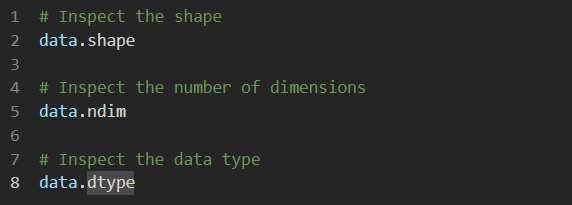 1 # Inspect the shape
2 data.shape
3
4 # Inspect the number of dimensions
5 data.ndim
6
7 # Inspect the data type
8 data.dtype